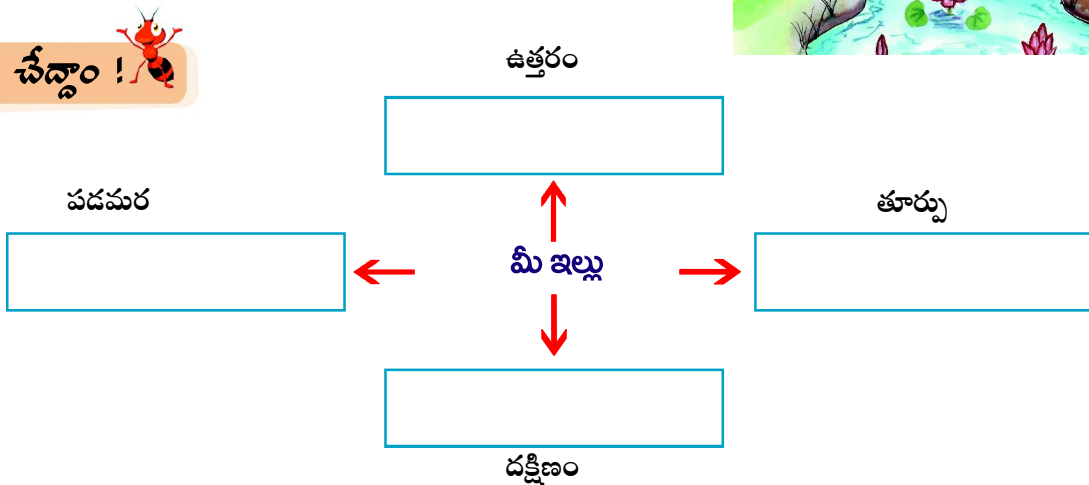 చేద్దాం !
ఉత్తరం
పడమర
తూర్పు
మీ ఇల్లు
దక్షిణం